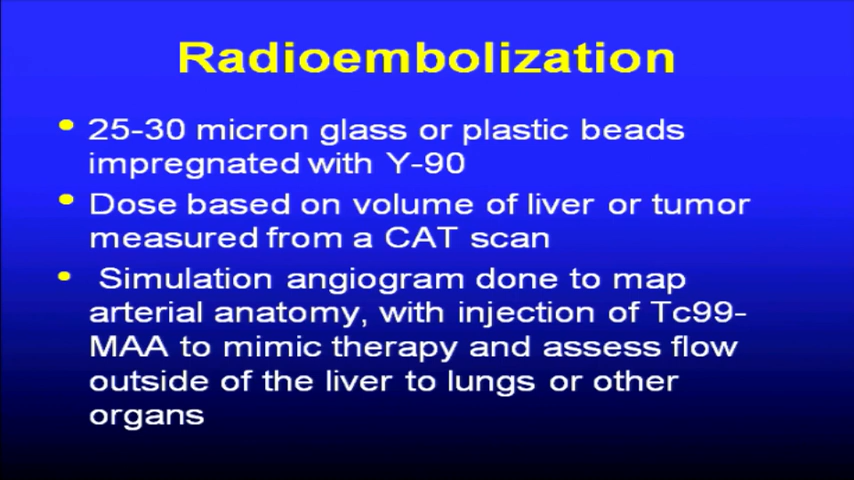 Radioembolization
• 25-30 micron glass or plastic beads
impregnated with Y-90
• Dose based on volume of liver or tumor
measured from a CAT scan
• Simulation angiogram done to map
arterial anatomy, with injection of Tc99-
MAA to mimic therapy and assess flow
outside of the liver to lungs or other
organs